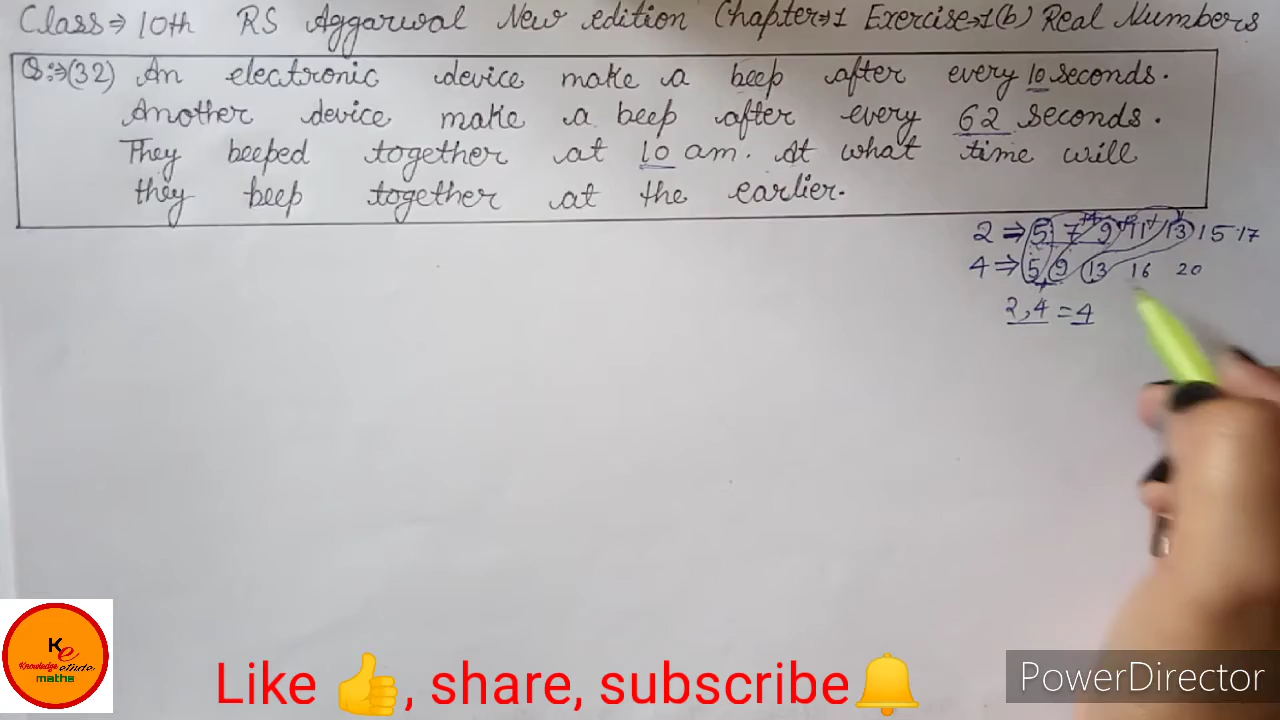 Class⇒10th RS Aggarwal New edition Chapter⇒1 Exercise⇒1(b) Real Numbers
Q:⇒(32) An electronic device make a beep after every 10 seconds.
Another device make a beep after every 62 seconds.
They beeped together at 10 am. At what time will
they beep together at the earlier.
2 ⇒ 5 7 9 11 13 15 17
4 ⇒ 5 9 13 16 20
2,4 = 4
Ke
Knowledge etude
maths
Like 👍, share, subscribe🔔
PowerDirector